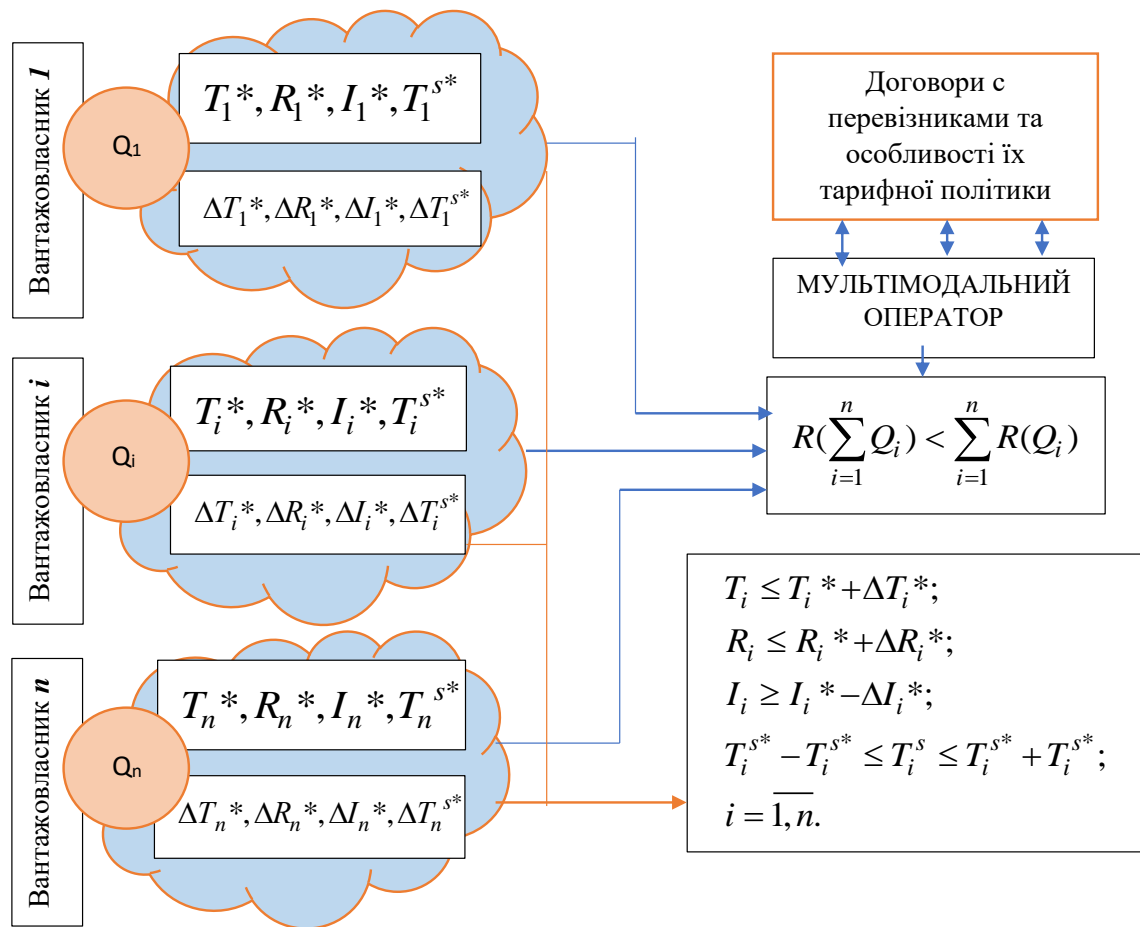 Вантажовласник 1
Q₁
T₁*, R₁*, I₁*, T₁ˢ*
ΔT₁*, ΔR₁*, ΔI₁*, ΔT₁ˢ*
Вантажовласник i
Qᵢ
Tᵢ*, Rᵢ*, Iᵢ*, Tᵢˢ*
ΔTᵢ*, ΔRᵢ*, ΔIᵢ*, ΔTᵢˢ*
Вантажовласник n
Qₙ
Tₙ*, Rₙ*, Iₙ*, Tₙˢ*
ΔTₙ*, ΔRₙ*, ΔIₙ*, ΔTₙˢ*
Договори с
перевізниками та
особливості їх
тарифної політики
МУЛЬТІМОДАЛЬНИЙ
ОПЕРАТОР
R(∑ⁿᵢ₌₁ Qᵢ) < ∑ⁿᵢ₌₁ R(Qᵢ)
Tᵢ ≤ Tᵢ* + ΔTᵢ*;
Rᵢ ≤ Rᵢ* + ΔRᵢ*;
Iᵢ ≥ Iᵢ* − ΔIᵢ*;
Tᵢˢ* − Tᵢˢ* ≤ Tᵢˢ ≤ Tᵢˢ* + Tᵢˢ*;
i = 1̅,̅n̅.